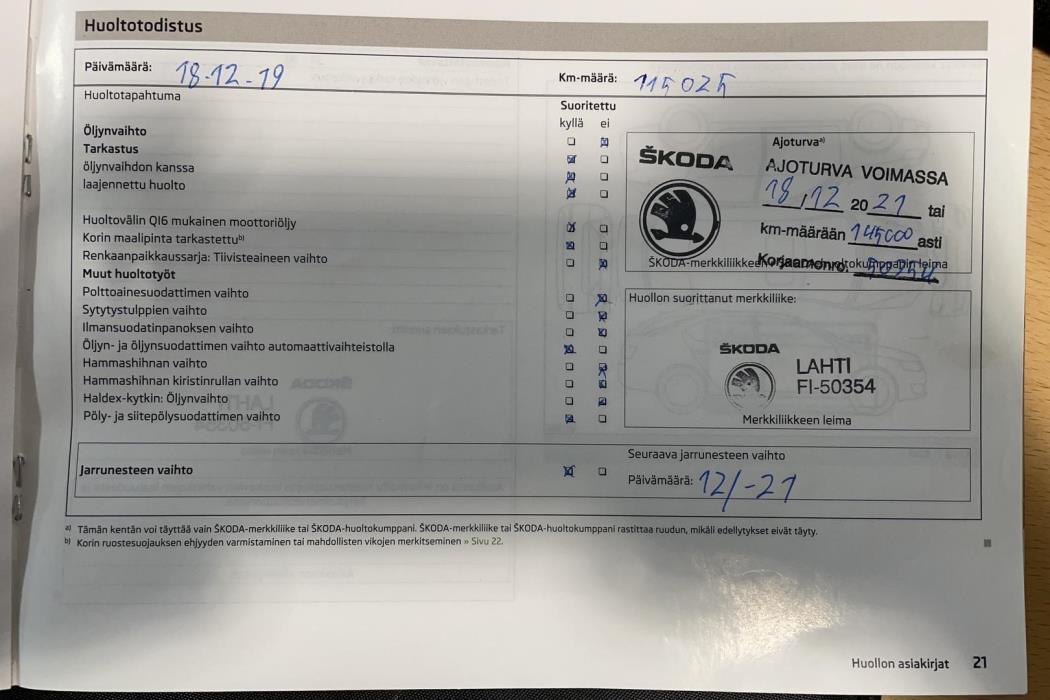 Huoltotodistus
Päivämäärä: 18-12-19
Km-määrä: 115025
Huoltotapahtuma
Suoritettu
kyllä ei
Öljynvaihto
Tarkastus
öljynvaihdon kanssa
laajennettu huolto
Huoltovälin QI6 mukainen moottoriöljy
Korin maalipinta tarkastettu b)
Renkaanpaikkaussarja: Tiivisteaineen vaihto
Muut huoltotyöt
Polttoainesuodattimen vaihto
Sytytystulppien vaihto
Ilmansuodatinpanoksen vaihto
Öljyn- ja öljynsuodattimen vaihto automaattivaihteistolla
Hammashihnan vaihto
Hammashihnan kiristinrullan vaihto
Haldex-kytkin: Öljynvaihto
Pöly- ja siitepölysuodattimen vaihto
Ajoturva a)
ŠKODA
AJOTURVA VOIMASSA
18,12 2021 tai
km-määrään 145000 asti
Korjaamonro.
ŠKODA-merkkiliikkeen leima
Huollon suorittanut merkkiliike:
ŠKODA
LAHTI
FI-50354
Merkkiliikkeen leima
Jarrunesteen vaihto
Seuraava jarrunesteen vaihto
Päivämäärä: 12/-21
a) Tämän kentän voi täyttää vain ŠKODA-merkkiliike tai ŠKODA-huoltokumppani. ŠKODA-merkkiliike tai ŠKODA-huoltokumppani rastittaa ruudun, mikäli edellytykset eivät täyty.
b) Korin ruostesuojauksen ehjyyden varmistaminen tai mahdollisten vikojen merkitseminen » Sivu 22.
Huollon asiakirjat 21